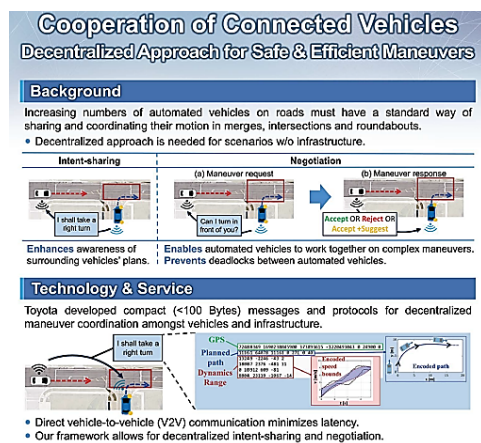 Cooperation of Connected Vehicles
Decentralized Approach for Safe & Efficient Maneuvers
Background
Increasing numbers of automated vehicles on roads must have a standard way of
sharing and coordinating their motion in merges, intersections and roundabouts.
• Decentralized approach is needed for scenarios w/o infrastructure.
Intent-sharing
Negotiation
(a) Maneuver request
(b) Maneuver response
I shall take a
right turn
Can I turn in
front of you?
Accept OR Reject OR
Accept +Suggest
Enhances awareness of
surrounding vehicles' plans.
Enables automated vehicles to work together on complex maneuvers.
Prevents deadlocks between automated vehicles.
Technology & Service
Toyota developed compact (<100 Bytes) messages and protocols for decentralized
maneuver coordination amongst vehicles and infrastructure.
I shall take a
right turn
GPS
Planned
path
Dynamics
Range
Encoded
speed
bounds
Encoded path
• Direct vehicle-to-vehicle (V2V) communication minimizes latency.
• Our framework allows for decentralized intent-sharing and negotiation.